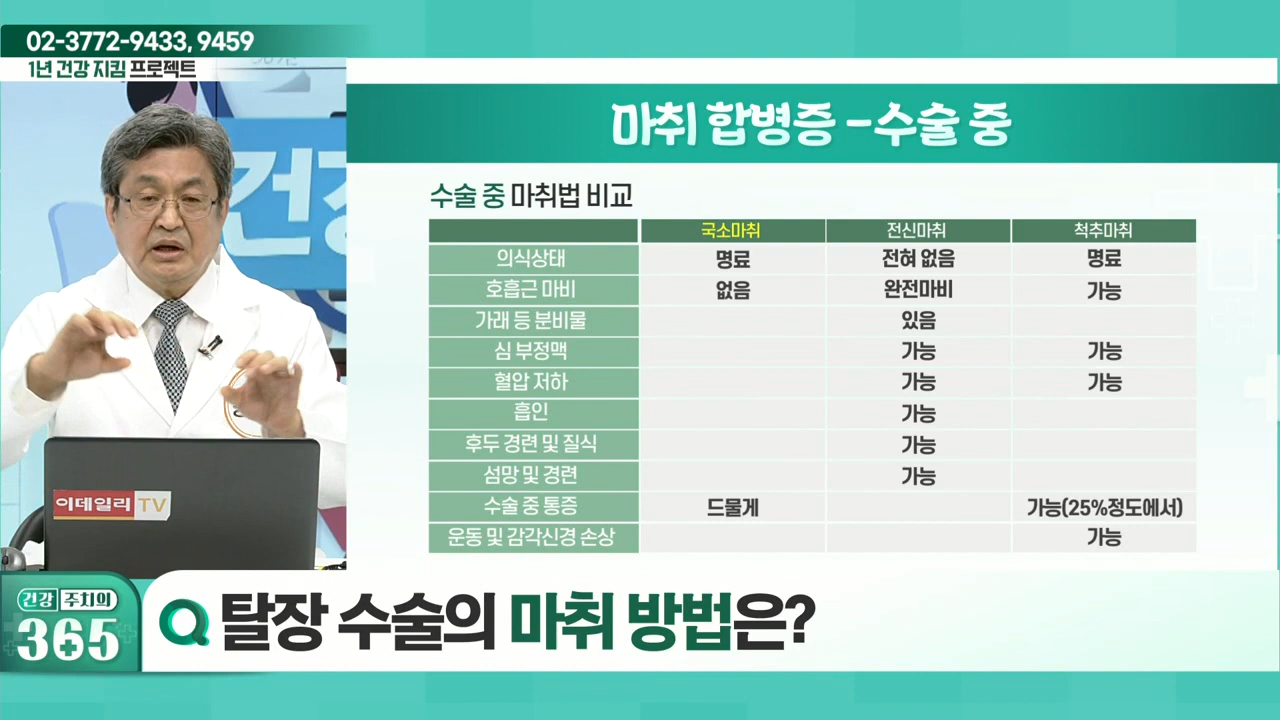 02-3772-9433, 9459
1년 건강 지킴 프로젝트
건강
마취 합병증 - 수술 중
수술 중 마취법 비교
국소마취 전신마취 척추마취
의식상태 명료 전혀 없음 명료
호흡근 마비 없음 완전마비 가능
가래 등 분비물 있음
심 부정맥 가능 가능
혈압 저하 가능 가능
흡인 가능
후두 경련 및 질식 가능
섬망 및 경련 가능
수술 중 통증 드물게 가능(25%정도에서)
운동 및 감각신경 손상 가능
이데일리 TV
건강 주치의
365
Q 탈장 수술의 마취 방법은?